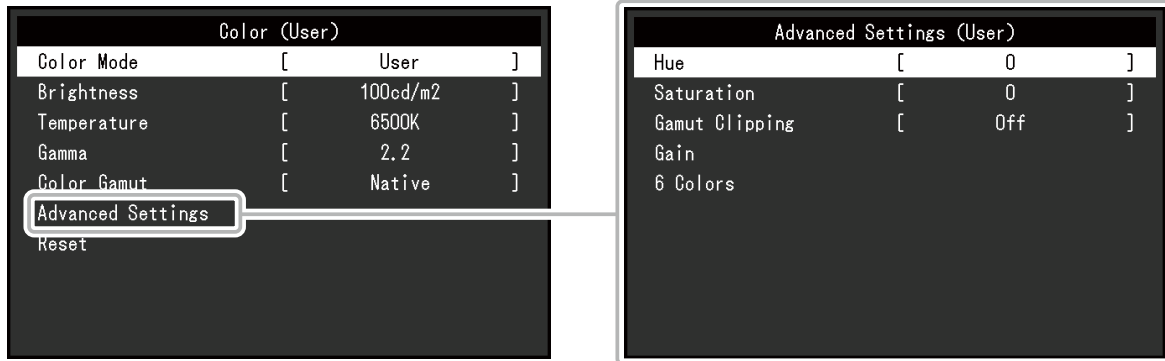 Color (User)
Color Mode [ User ]
Brightness [ 100cd/m2 ]
Temperature [ 6500K ]
Gamma [ 2.2 ]
Color Gamut [ Native ]
Advanced Settings
Reset
Advanced Settings (User)
Hue [ 0 ]
Saturation [ 0 ]
Gamut Clipping [ Off ]
Gain
6 Colors